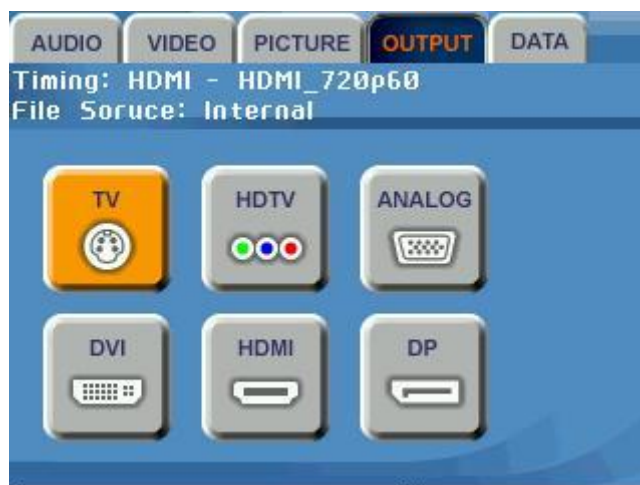 AUDIO VIDEO PICTURE OUTPUT DATA
Timing: HDMI - HDMI_720p60
File Soruce: Internal
TV HDTV ANALOG
DVI HDMI DP